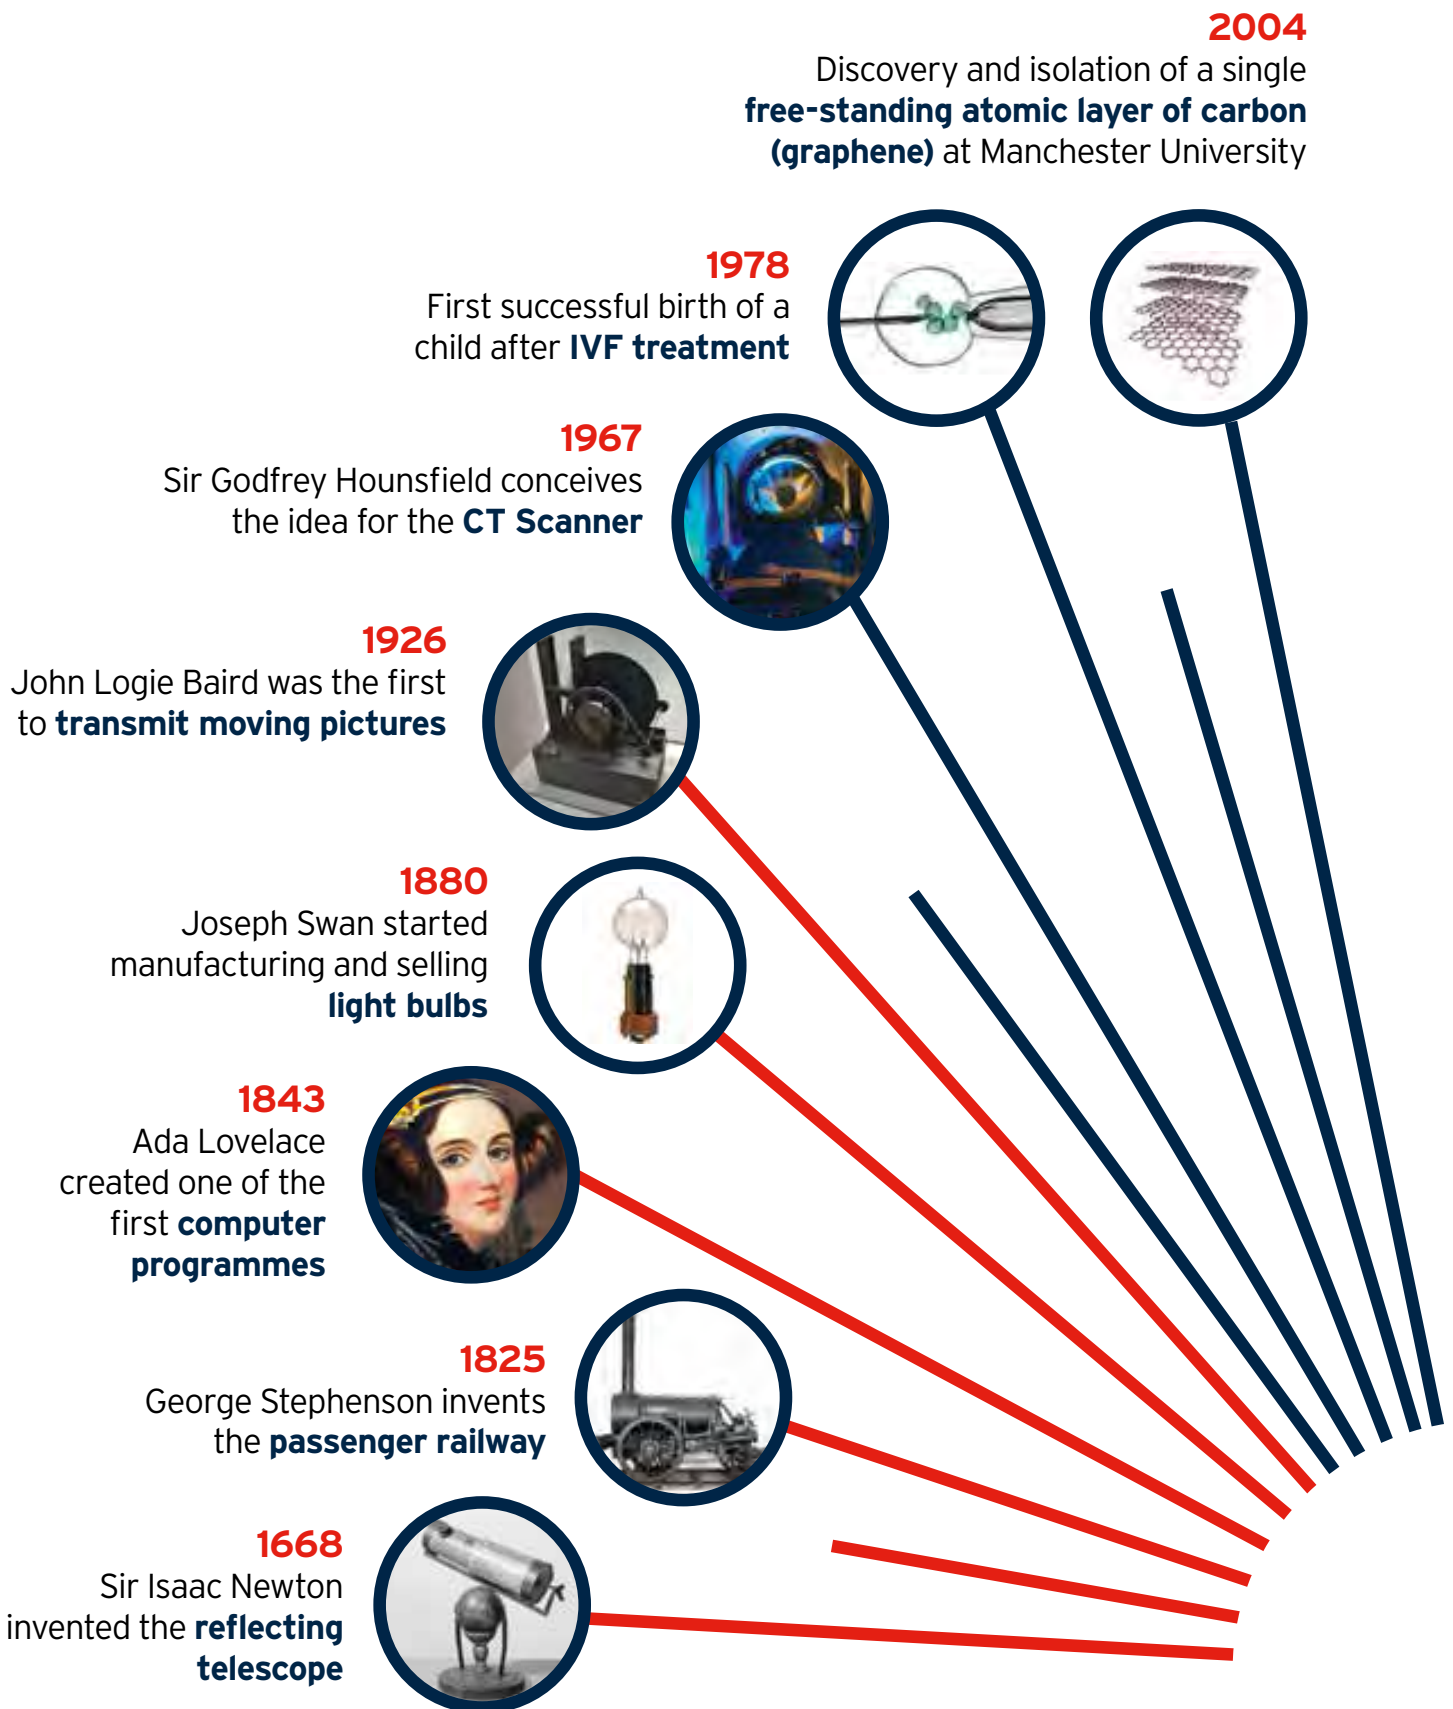 2004
Discovery and isolation of a single
free-standing atomic layer of carbon
(graphene) at Manchester University
1978
First successful birth of a
child after IVF treatment
1967
Sir Godfrey Hounsfield conceives
the idea for the CT Scanner
1926
John Logie Baird was the first
to transmit moving pictures
1880
Joseph Swan started
manufacturing and selling
light bulbs
1843
Ada Lovelace
created one of the
first computer
programmes
1825
George Stephenson invents
the passenger railway
1668
Sir Isaac Newton
invented the reflecting
telescope